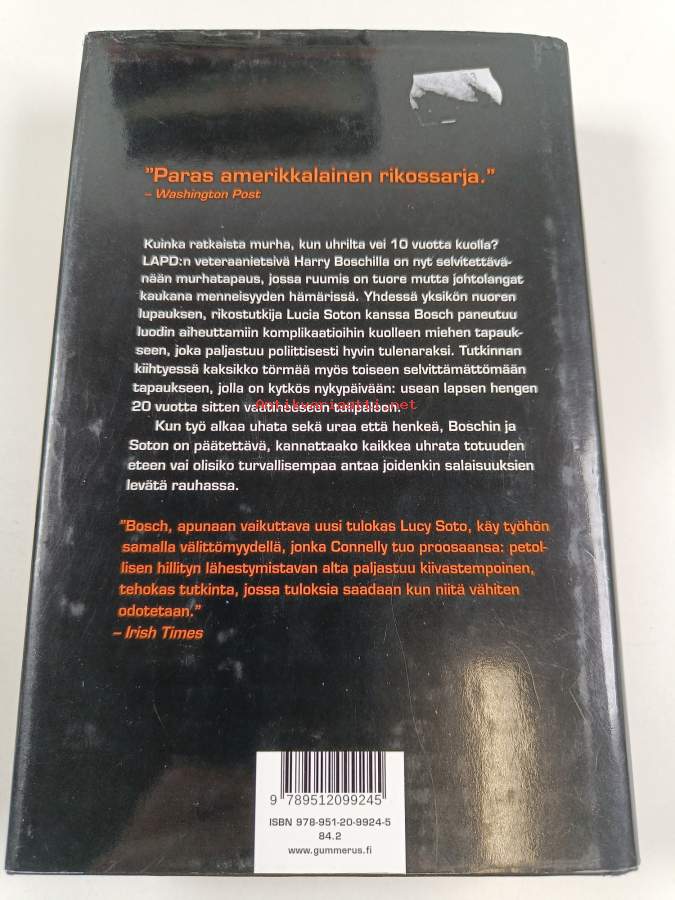 "Paras amerikkalainen rikossarja."
– Washington Post
Kuinka ratkaista murha, kun uhrilta vei 10 vuotta kuolla?
LAPD:n veteraanietsivä Harry Boschilla on nyt selvitettävä-
nään murhatapaus, jossa ruumis on tuore mutta johtolangat
kaukana menneisyyden hämärissä. Yhdessä yksikön nuoren
lupauksen, rikostutkija Lucia Soton kanssa Bosch paneutuu
luodin aiheuttamiin komplikaatioihin kuolleen miehen tapauk-
seen, joka paljastuu poliittisesti hyvin tulenaraksi. Tutkinnan
kiihtyessä kaksikko törmää myös toiseen selvittämättömään
tapaukseen, jolla on kytkös nykypäivään: usean lapsen hengen
20 vuotta sitten vaatineeseen tulipaloon.
Antikvariaatti.net
Kun työ alkaa uhata sekä uraa että henkeä, Boschin ja
Soton on päätettävä, kannattaako kaikkea uhrata totuuden
eteen vai olisiko turvallisempaa antaa joidenkin salaisuuksien
levätä rauhassa.
"Bosch, apunaan vaikuttava uusi tulokas Lucy Soto, käy työhön
samalla välittömyydellä, jonka Connelly tuo proosaansa: petol-
lisen hillityn lähestymistavan alta paljastuu kiivastempoinen,
tehokas tutkinta, jossa tuloksia saadaan kun niitä vähiten
odotetaan."
– Irish Times
9 789512 099245
ISBN 978-951-20-9924-5
84.2
www.gummerus.fi